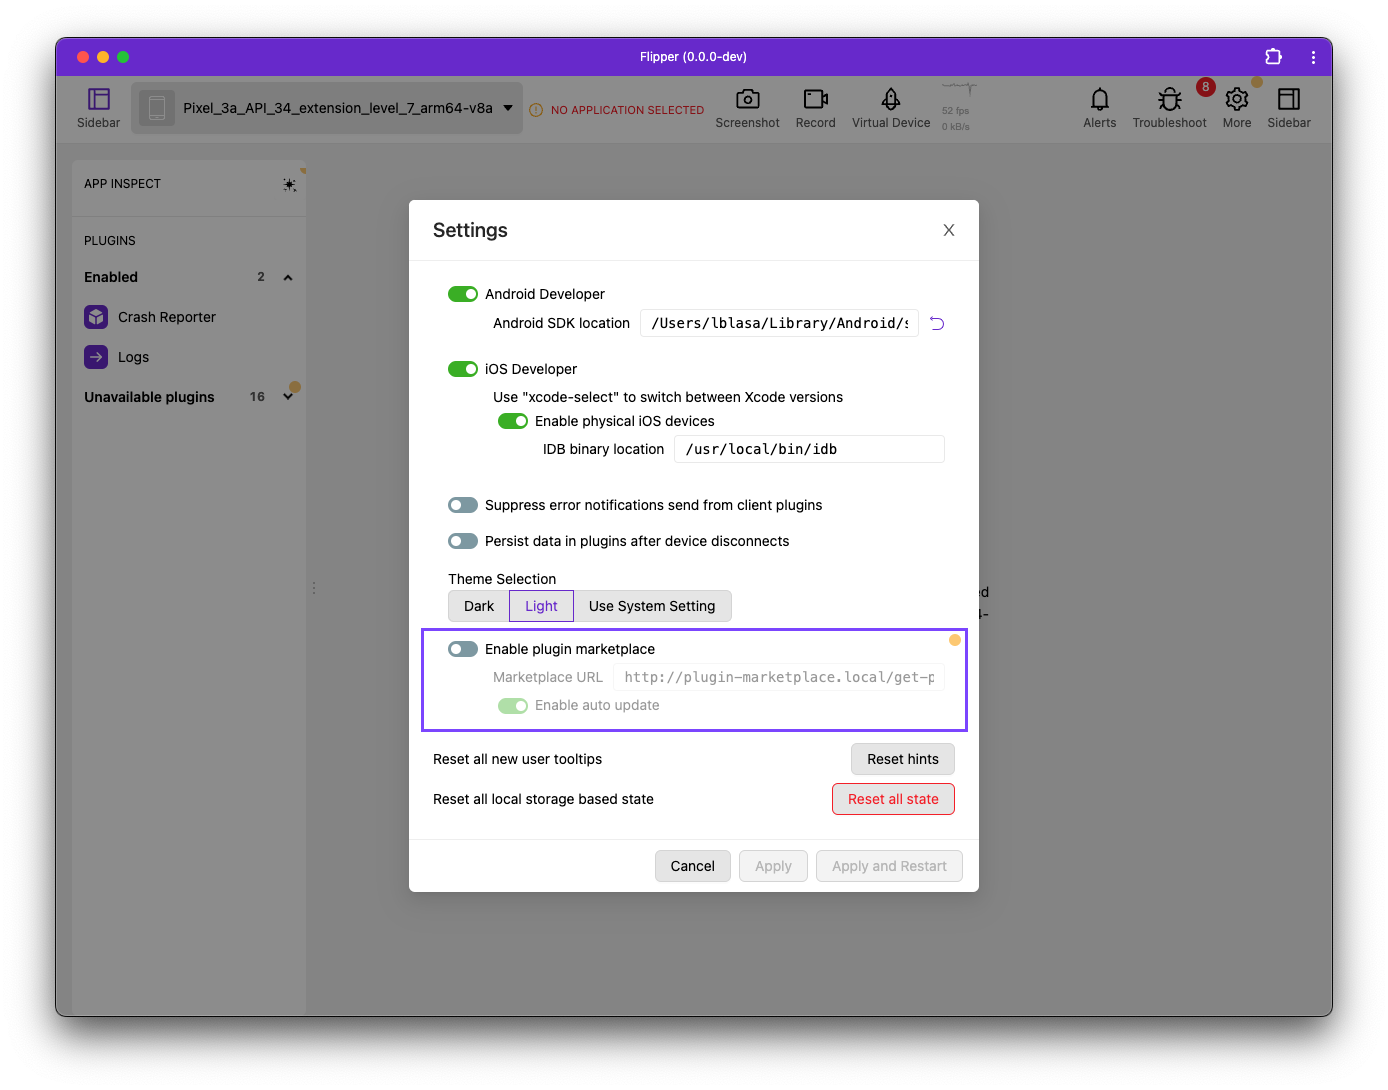 Flipper (0.0.0-dev)
Sidebar
Pixel_3a_API_34_extension_level_7_arm64-v8a
NO APPLICATION SELECTED
Screenshot
Record
Virtual Device
52 fps
0 kB/s
Alerts
Troubleshoot
8
More
Sidebar
APP INSPECT
PLUGINS
Enabled 2
Crash Reporter
Logs
Unavailable plugins 16
Settings
Android Developer
Android SDK location /Users/lblasa/Library/Android/s
iOS Developer
Use "xcode-select" to switch between Xcode versions
Enable physical iOS devices
IDB binary location /usr/local/bin/idb
Suppress error notifications send from client plugins
Persist data in plugins after device disconnects
Theme Selection
Dark Light Use System Setting
Enable plugin marketplace
Marketplace URL http://plugin-marketplace.local/get-p
Enable auto update
Reset all new user tooltips Reset hints
Reset all local storage based state Reset all state
Cancel Apply Apply and Restart